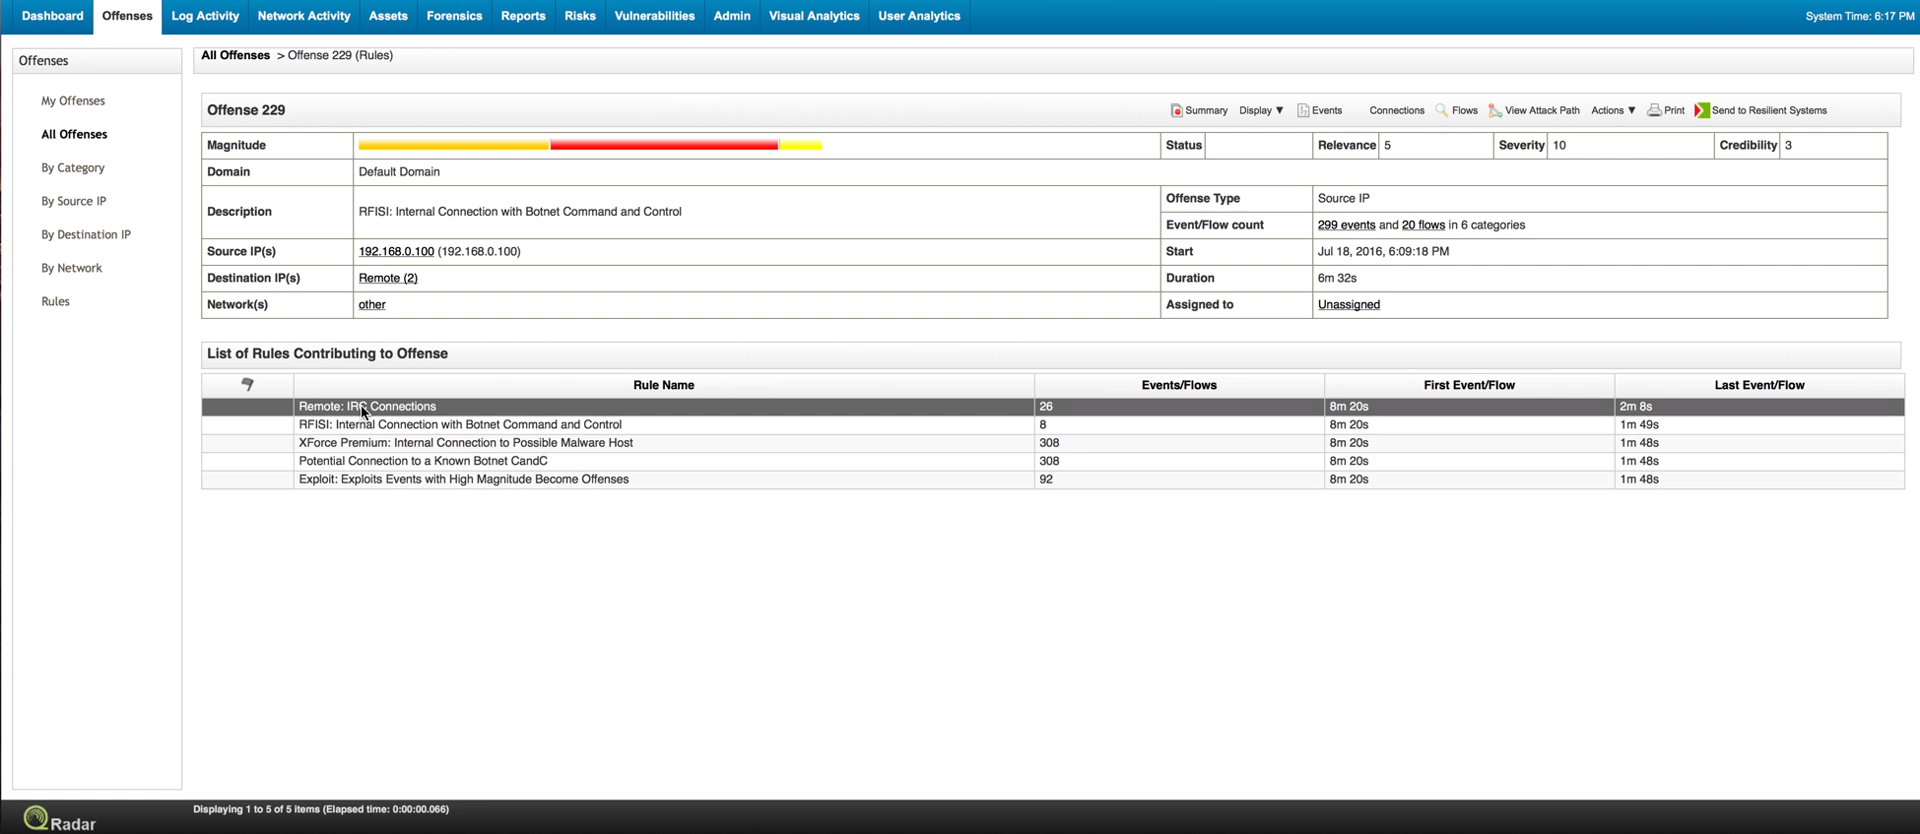 Dashboard Offenses Log Activity Network Activity Assets Forensics Reports Risks Vulnerabilities Admin Visual Analytics User Analytics System Time: 6:17 PM
Offenses
My Offenses
All Offenses
By Category
By Source IP
By Destination IP
By Network
Rules
All Offenses > Offense 229 (Rules)
Offense 229 Summary Display ▼ Events Connections Flows View Attack Path Actions ▼ Print Send to Resilient Systems
Magnitude Status Relevance 5 Severity 10 Credibility 3
Domain Default Domain
Description RFISI: Internal Connection with Botnet Command and Control
Offense Type Source IP
Event/Flow count 299 events and 20 flows in 6 categories
Source IP(s) 192.168.0.100 (192.168.0.100) Start Jul 18, 2016, 6:09:18 PM
Destination IP(s) Remote (2) Duration 6m 32s
Network(s) other Assigned to Unassigned
List of Rules Contributing to Offense
Rule Name Events/Flows First Event/Flow Last Event/Flow
Remote: IRC Connections 26 8m 20s 2m 8s
RFISI: Internal Connection with Botnet Command and Control 8 8m 20s 1m 49s
XForce Premium: Internal Connection to Possible Malware Host 308 8m 20s 1m 48s
Potential Connection to a Known Botnet CandC 308 8m 20s 1m 48s
Exploit: Exploits Events with High Magnitude Become Offenses 92 8m 20s 1m 48s
Displaying 1 to 5 of 5 items (Elapsed time: 0:00:00.066)
QRadar